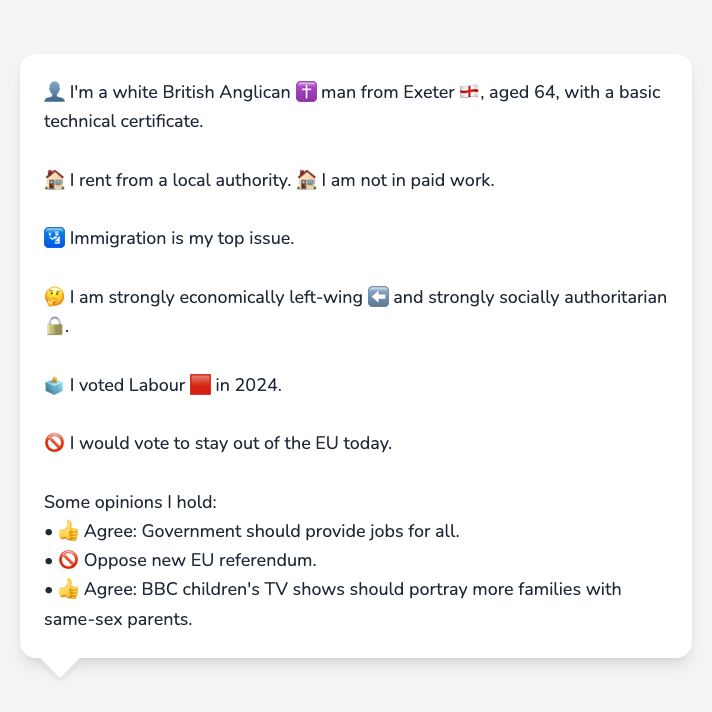 👤 I'm a white British Anglican ✝️ man from Exeter 🏴󠁧󠁢󠁥󠁮󠁧󠁿, aged 64, with a basic
technical certificate.
🏠 I rent from a local authority. 🏠 I am not in paid work.
🛂 Immigration is my top issue.
🤔 I am strongly economically left-wing ⬅️ and strongly socially authoritarian
🔒.
🗳️ I voted Labour 🟥 in 2024.
🚫 I would vote to stay out of the EU today.
Some opinions I hold:
• 👍 Agree: Government should provide jobs for all.
• 🚫 Oppose new EU referendum.
• 👍 Agree: BBC children's TV shows should portray more families with
same-sex parents.